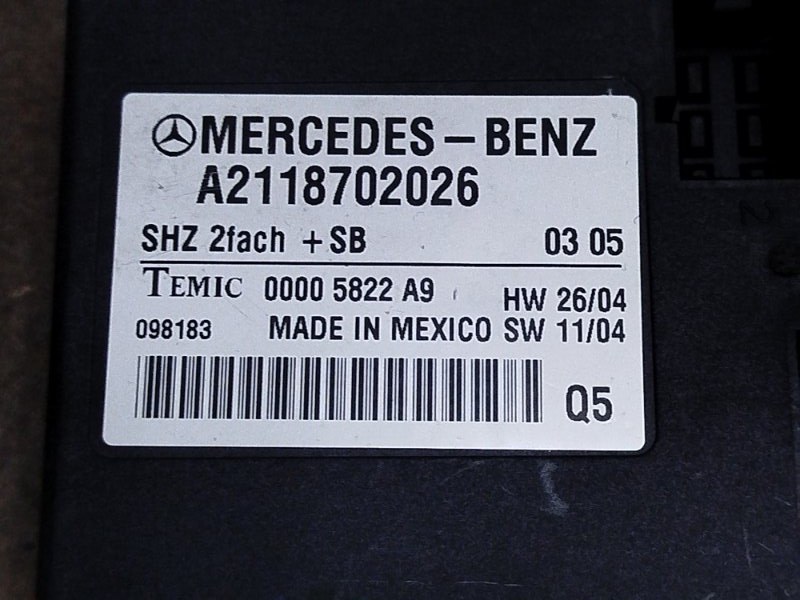 MERCEDES-BENZ
A2118702026
SHZ 2fach +SB 03 05
TEMIC 0000 5822 A9 HW 26/04
098183 MADE IN MEXICO SW 11/04
Q5